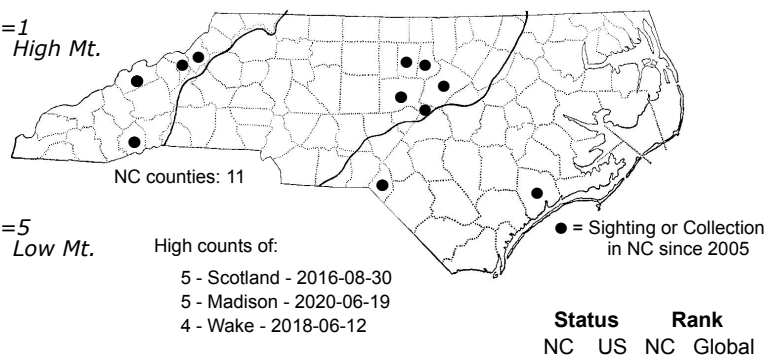 =1
High Mt.
NC counties: 11
=5
Low Mt.
High counts of:
5 - Scotland - 2016-08-30
5 - Madison - 2020-06-19
4 - Wake - 2018-06-12
● = Sighting or Collection
in NC since 2005
Status Rank
NC US NC Global